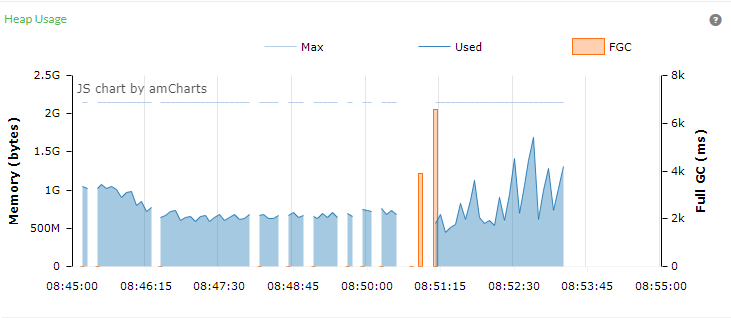 Heap Usage
?
Max Used FGC
JS chart by amCharts
Memory (bytes)
2.5G
2G
1.5G
1G
500M
0
Full GC (ms)
8k
6k
4k
2k
0
08:45:00 08:46:15 08:47:30 08:48:45 08:50:00 08:51:15 08:52:30 08:53:45 08:55:00